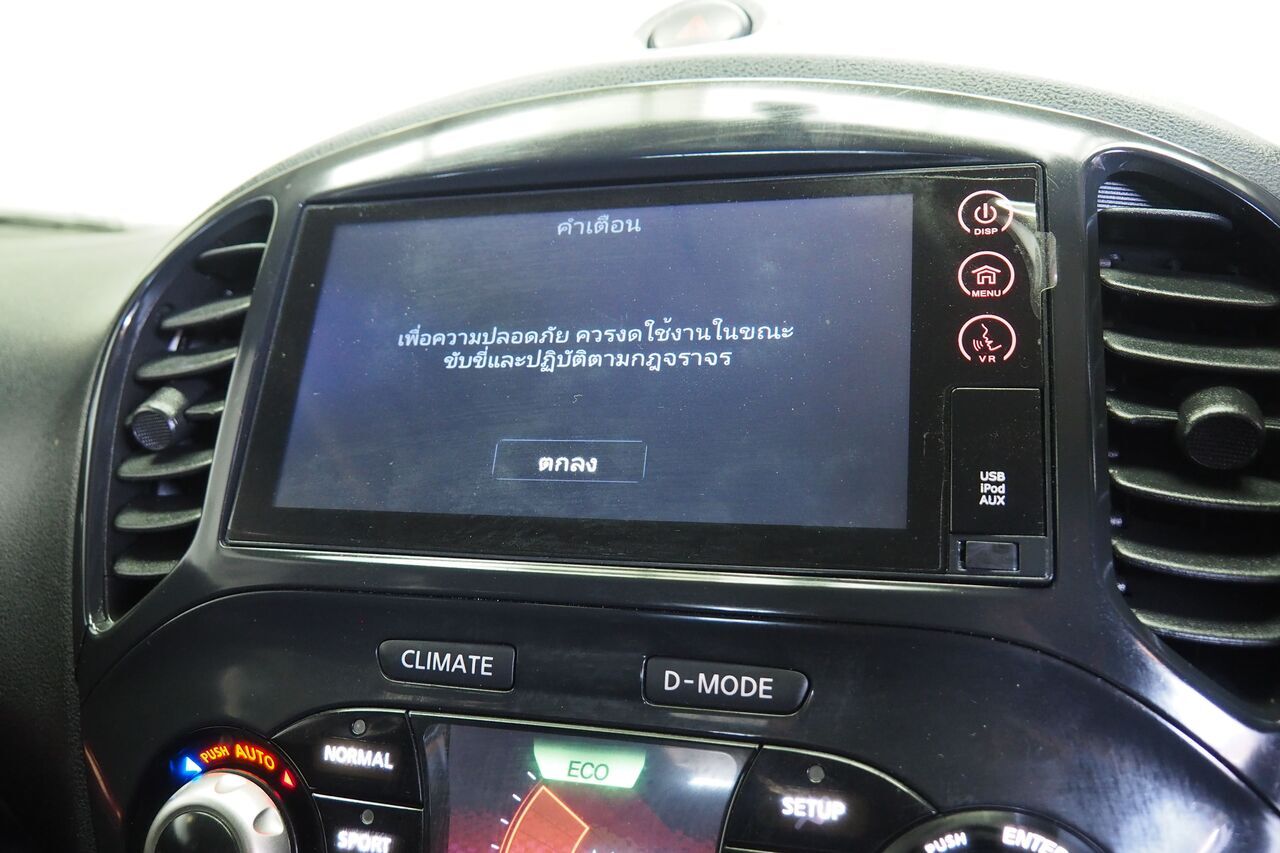 คำเตือน
เพื่อความปลอดภัย ควรงดใช้งานในขณะ
ขับขี่และปฏิบัติตามกฎจราจร
ตกลง
DISP
MENU
VR
USB
iPod
AUX
CLIMATE
D-MODE
PUSH AUTO
NORMAL
ECO
SETUP
SPORT
PUSH
ENTER